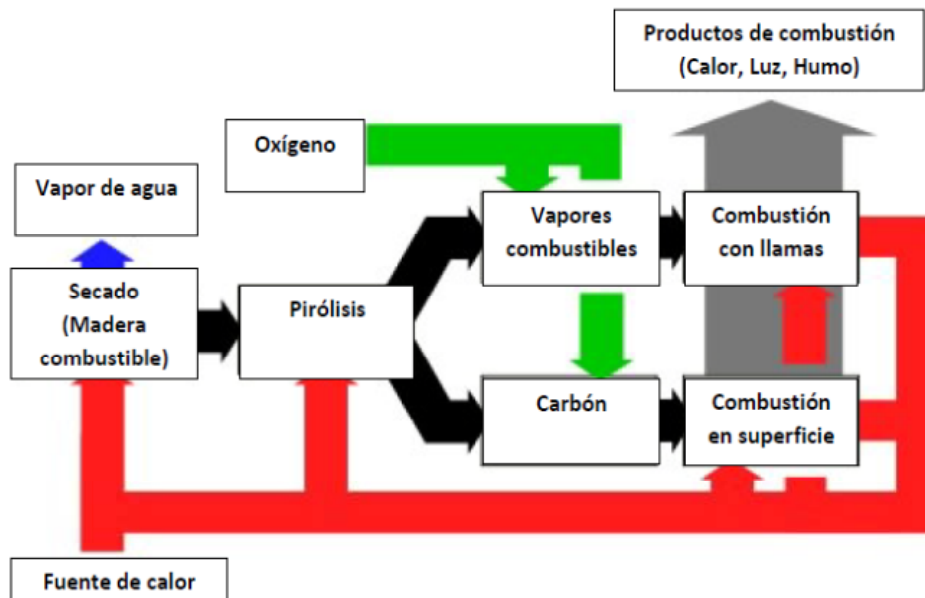 Productos de combustión
(Calor, Luz, Humo)
Oxígeno
Vapor de agua
Vapores
combustibles
Combustión
con llamas
Secado
(Madera
combustible)
Pirólisis
Carbón
Combustión
en superficie
Fuente de calor